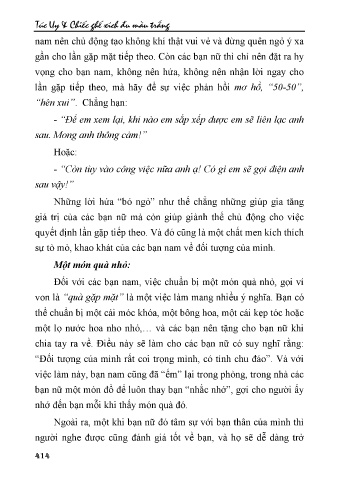 Túc Uy & Chiếc ghế xích đu màu trắng
nam nên chủ động tạo không khí thật vui vẻ và đừng quên ngỏ ý xa
gần cho lần gặp mặt tiếp theo. Còn các bạn nữ thì chỉ nên đặt ra hy
vọng cho bạn nam, không nên hứa, không nên nhận lời ngay cho
lần gặp tiếp theo, mà hãy để sự việc phản hồi mơ hồ, “50-50”,
“hên xui”.  Chẳng hạn:
- “Để em xem lại, khi nào em sắp xếp được em sẽ liên lạc anh
sau. Mong anh thông cảm!”
Hoặc:
- “Còn tùy vào công việc nữa anh ạ! Có gì em sẽ gọi điện anh
sau vậy!”
Những lời hứa “bỏ ngỏ” như thế chẳng những giúp gia tăng
giá trị của các bạn nữ mà còn giúp giành thế chủ động cho việc
quyết định lần gặp tiếp theo. Và đó cũng là một chất men kích thích
sự tò mò, khao khát của các bạn nam về đối tượng của mình.
Một món quà nhỏ:
Đối với các bạn nam, việc chuẩn bị một món quà nhỏ, gọi ví
von là “quà gặp mặt” là một việc làm mang nhiều ý nghĩa. Bạn có
thể chuẩn bị một cái móc khóa, một bông hoa, một cái kẹp tóc hoặc
một lọ nước hoa nho nhỏ,… và các bạn nên tặng cho bạn nữ khi
chia tay ra về. Điều này sẽ làm cho các bạn nữ có suy nghĩ rằng:
“Đối tượng của mình rất coi trọng mình, có tính chu đáo”. Và với
việc làm này, bạn nam cũng đã “ếm” lại trong phòng, trong nhà các
bạn nữ một món đồ để luôn thay bạn “nhắc nhở”, gợi cho người ấy
nhớ đến bạn mỗi khi thấy món quà đó.
Ngoài ra, một khi bạn nữ đó tâm sự với bạn thân của mình thì
người nghe được cũng đánh giá tốt về bạn, và họ sẽ dễ dàng trở
414